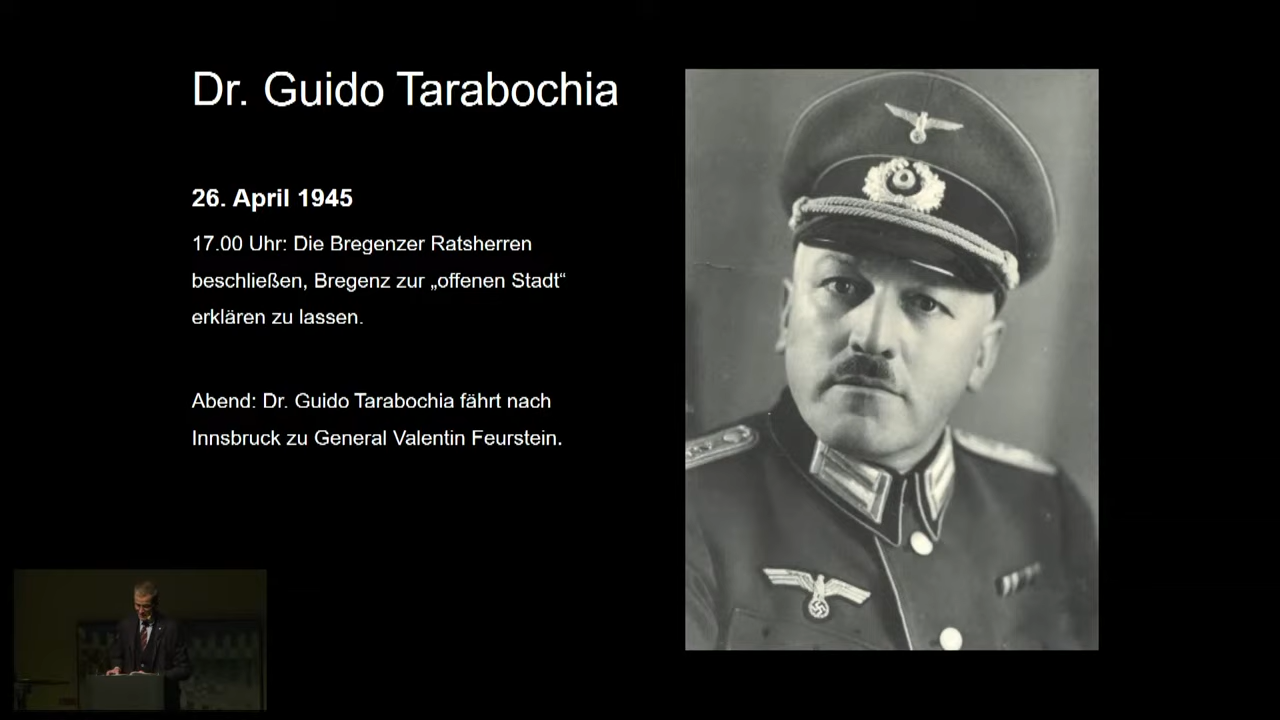 Dr. Guido Tarabochia
26. April 1945
17.00 Uhr: Die Bregenzer Ratsherren
beschließen, Bregenz zur „offenen Stadt“
erklären zu lassen.
Abend: Dr. Guido Tarabochia fährt nach
Innsbruck zu General Valentin Feurstein.